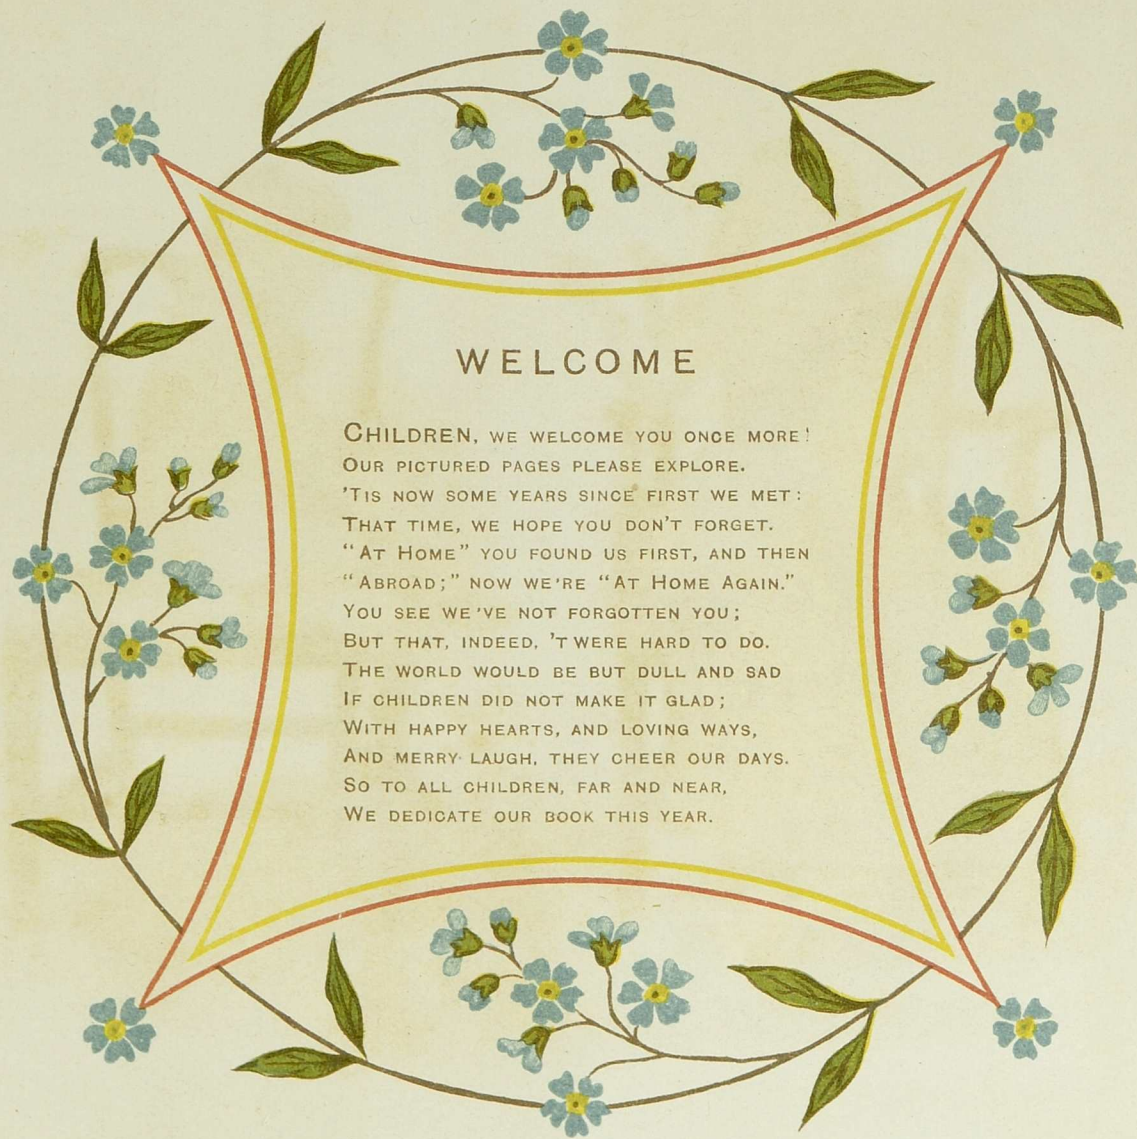 WELCOME
CHILDREN, WE WELCOME YOU ONCE MORE!
OUR PICTURED PAGES PLEASE EXPLORE.
'TIS NOW SOME YEARS SINCE FIRST WE MET:
THAT TIME, WE HOPE YOU DON'T FORGET.
"AT HOME" YOU FOUND US FIRST, AND THEN
"ABROAD;" NOW WE'RE "AT HOME AGAIN."
YOU SEE WE'VE NOT FORGOTTEN YOU;
BUT THAT, INDEED, 'TWERE HARD TO DO.
THE WORLD WOULD BE BUT DULL AND SAD
IF CHILDREN DID NOT MAKE IT GLAD;
WITH HAPPY HEARTS, AND LOVING WAYS,
AND MERRY LAUGH, THEY CHEER OUR DAYS.
SO TO ALL CHILDREN, FAR AND NEAR,
WE DEDICATE OUR BOOK THIS YEAR.